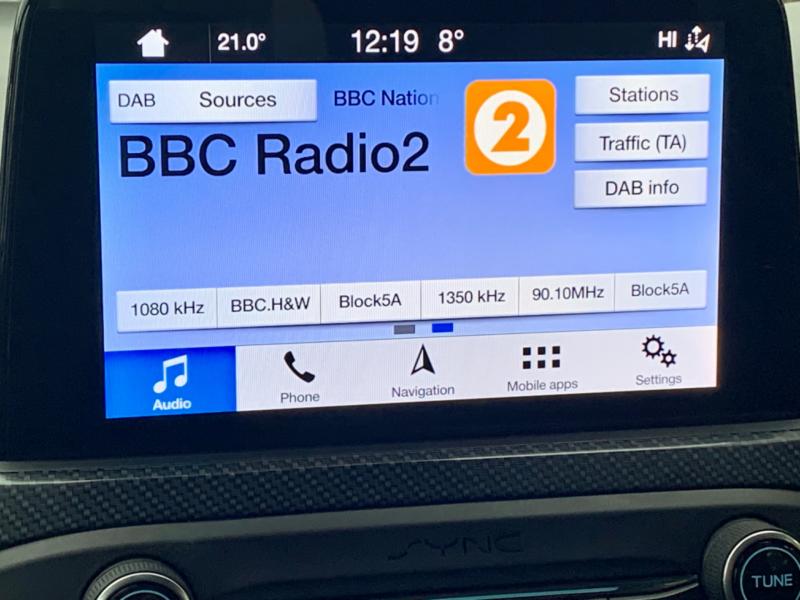 21.0° 12:19 8° HI
DAB Sources BBC Nation
2
Stations
BBC Radio2
Traffic (TA)
DAB info
1080 kHz BBC.H&W Block5A 1350 kHz 90.10MHz Block5A
Audio Phone Navigation Mobile apps Settings
SYNC
TUNE